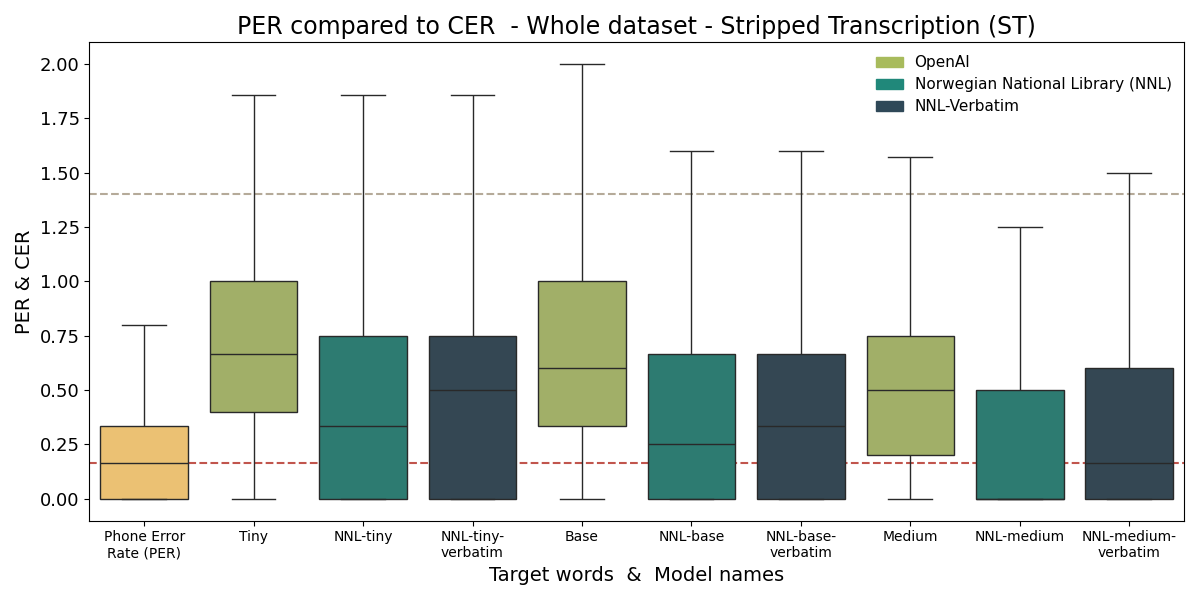 PER compared to CER  - Whole dataset - Stripped Transcription (ST)
OpenAI
Norwegian National Library (NNL)
NNL-Verbatim
PER & CER
2.00
1.75
1.50
1.25
1.00
0.75
0.50
0.25
0.00
Phone Error
Rate (PER)
Tiny
NNL-tiny
NNL-tiny-
verbatim
Base
NNL-base
NNL-base-
verbatim
Medium
NNL-medium
NNL-medium-
verbatim
Target words  &  Model names